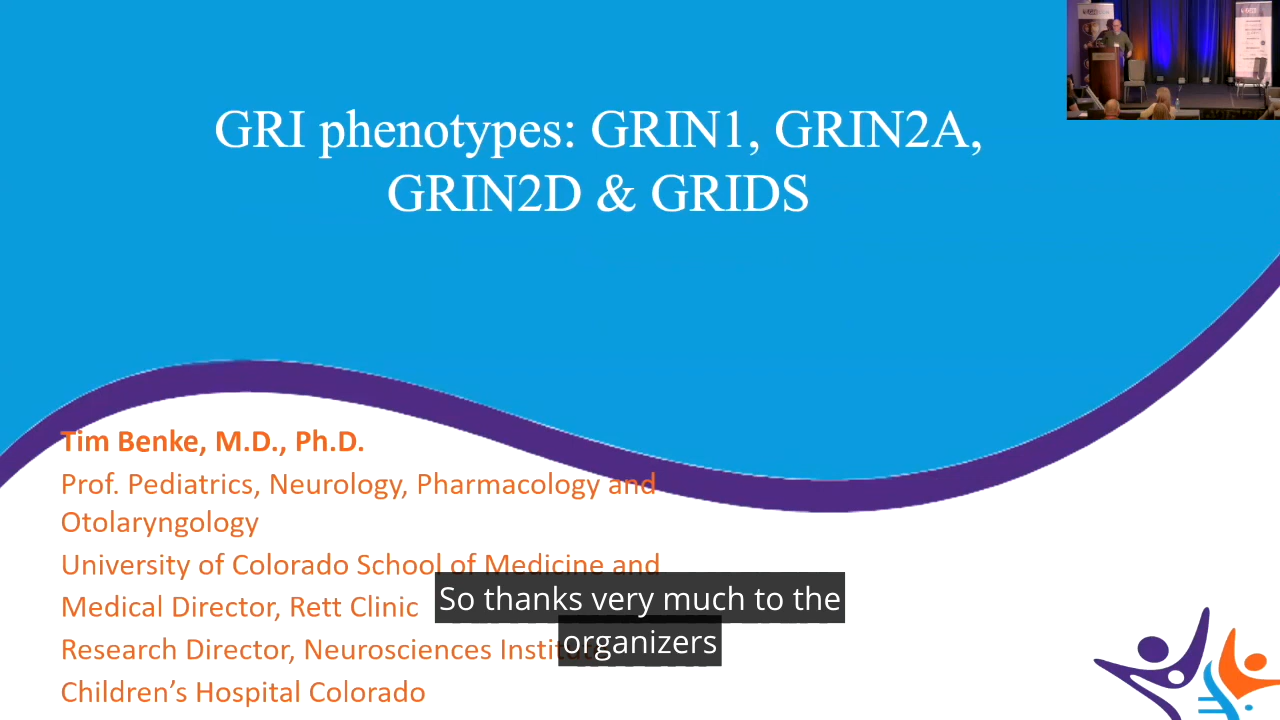 GRI phenotypes: GRIN1, GRIN2A,
GRIN2D & GRIDS
Tim Benke, M.D., Ph.D.
Prof. Pediatrics, Neurology, Pharmacology and
Otolaryngology
University of Colorado School of Medicine and
Medical Director, Rett Clinic
Research Director, Neurosciences
Children's Hospital Colorado
So thanks very much to the
organizers